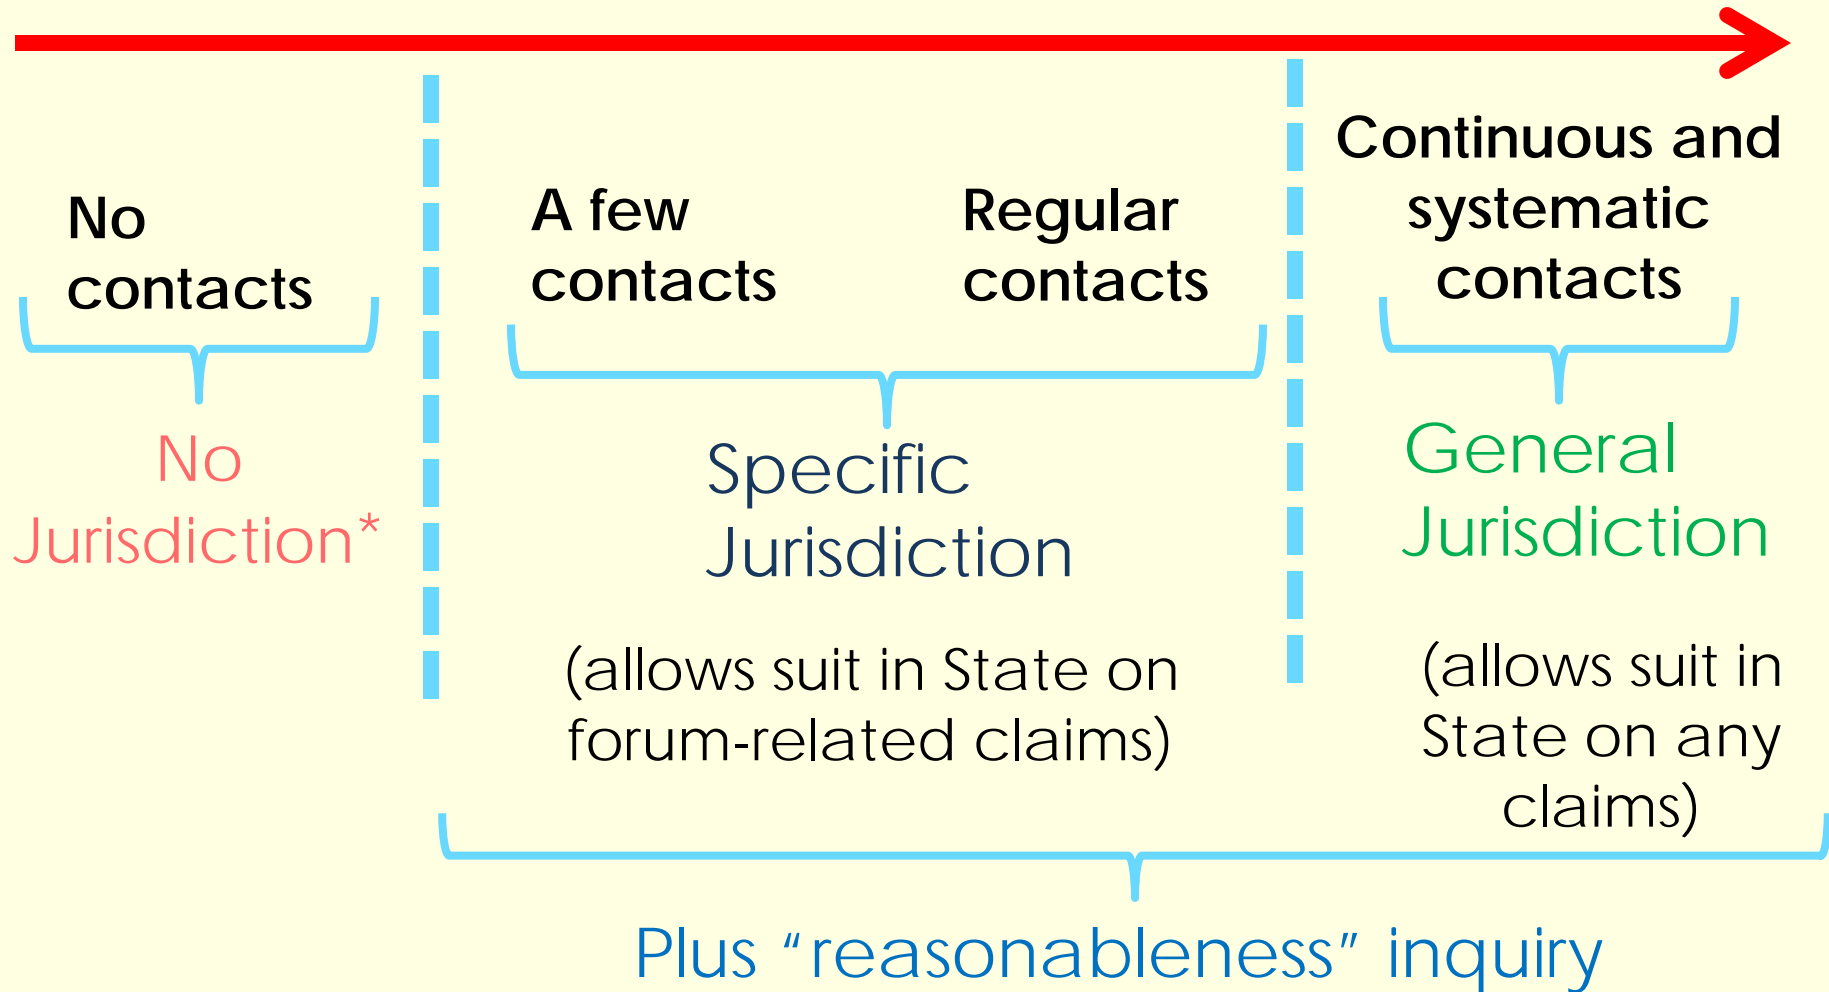 No
contacts
No
Jurisdiction*
A few
contacts
Regular
contacts
Specific
Jurisdiction
(allows suit in State on
forum-related claims)
Continuous and
systematic
contacts
General
Jurisdiction
(allows suit in
State on any
claims)
Plus “reasonableness” inquiry